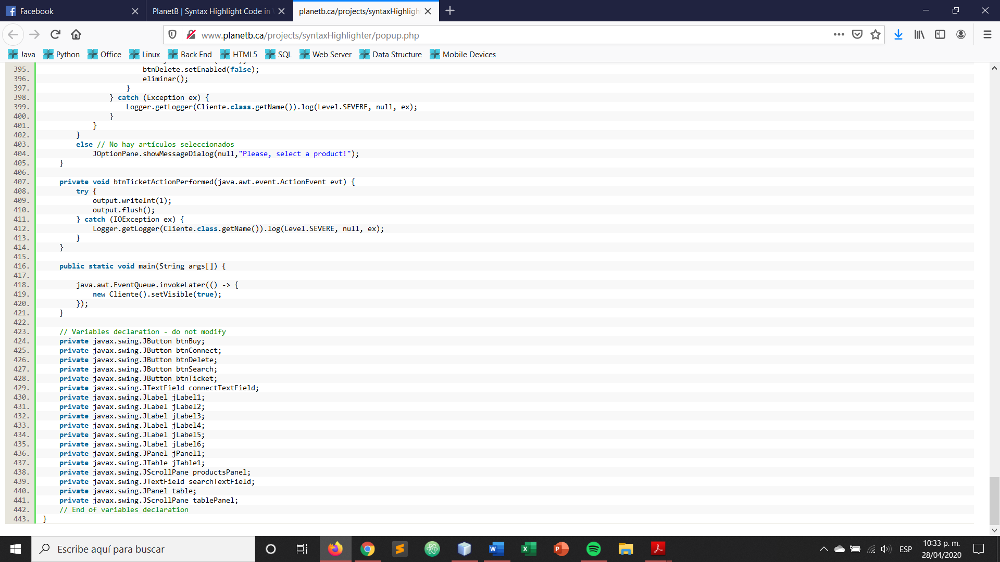 Facebook
PlanetB | Syntax Highlight Code in
planetb.ca/projects/syntaxHighligh
www.planetb.ca/projects/syntaxHighlighter/popup.php
Java Python Office Linux Back End HTML5 SQL Web Server Data Structure Mobile Devices
395. btnDelete.setEnabled(false);
396. eliminar();
397. }
398. } catch (Exception ex) {
399. Logger.getLogger(Cliente.class.getName()).log(Level.SEVERE, null, ex);
400. }
401. }
402. }
403. else // No hay artículos seleccionados
404. JOptionPane.showMessageDialog(null,"Please, select a product!");
405. }
406.
407. private void btnTicketActionPerformed(java.awt.event.ActionEvent evt) {
408. try {
409. output.writeInt(1);
410. output.flush();
411. } catch (IOException ex) {
412. Logger.getLogger(Cliente.class.getName()).log(Level.SEVERE, null, ex);
413. }
414. }
415.
416. public static void main(String args[]) {
417.
418. java.awt.EventQueue.invokeLater(() -> {
419. new Cliente().setVisible(true);
420. });
421. }
422.
423. // Variables declaration - do not modify
424. private javax.swing.JButton btnBuy;
425. private javax.swing.JButton btnConnect;
426. private javax.swing.JButton btnDelete;
427. private javax.swing.JButton btnSearch;
428. private javax.swing.JButton btnTicket;
429. private javax.swing.JTextField connectTextField;
430. private javax.swing.JLabel jLabel1;
431. private javax.swing.JLabel jLabel2;
432. private javax.swing.JLabel jLabel3;
433. private javax.swing.JLabel jLabel4;
434. private javax.swing.JLabel jLabel5;
435. private javax.swing.JLabel jLabel6;
436. private javax.swing.JPanel jPanel1;
437. private javax.swing.JTable jTable1;
438. private javax.swing.JScrollPane productsPanel;
439. private javax.swing.JTextField searchTextField;
440. private javax.swing.JPanel table;
441. private javax.swing.JScrollPane tablePanel;
442. // End of variables declaration
443. }
Escribe aquí para buscar
ESP
10:33 p. m.
28/04/2020